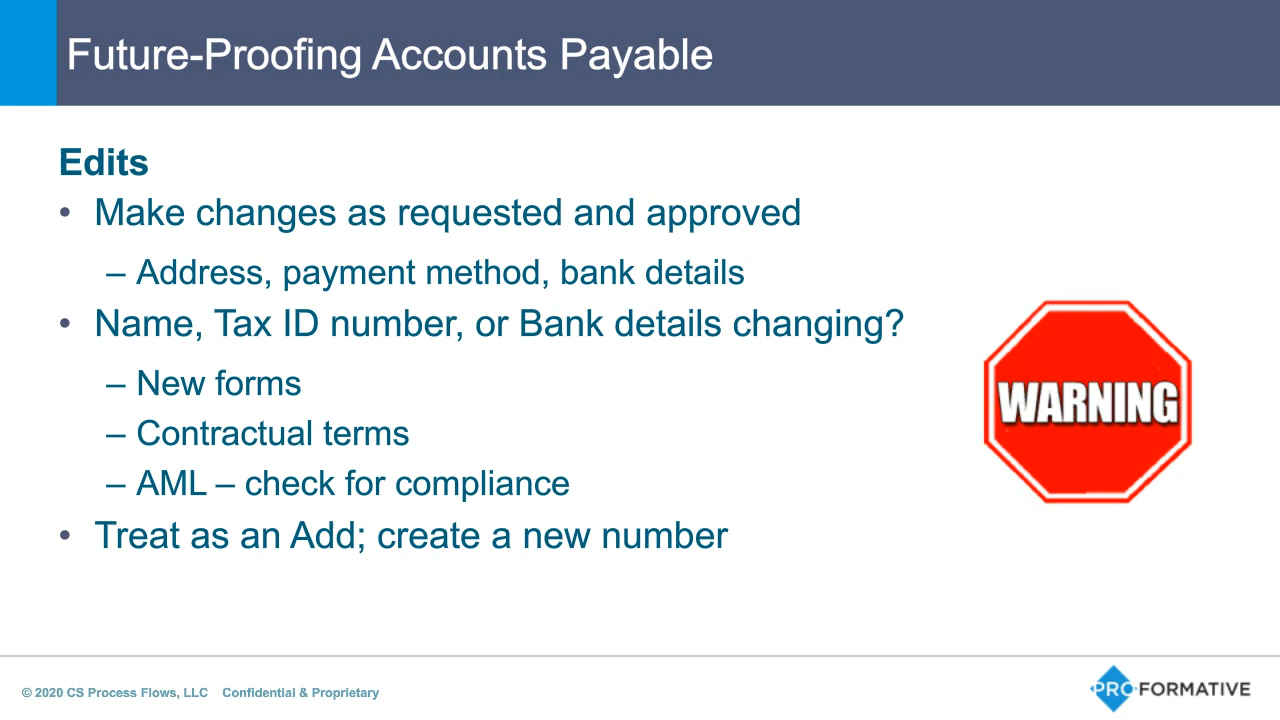 Future-Proofing Accounts Payable
Edits
• Make changes as requested and approved
– Address, payment method, bank details
• Name, Tax ID number, or Bank details changing?
– New forms
– Contractual terms
– AML – check for compliance
• Treat as an Add; create a new number
WARNING
© 2020 CS Process Flows, LLC Confidential & Proprietary
PROFORMATIVE